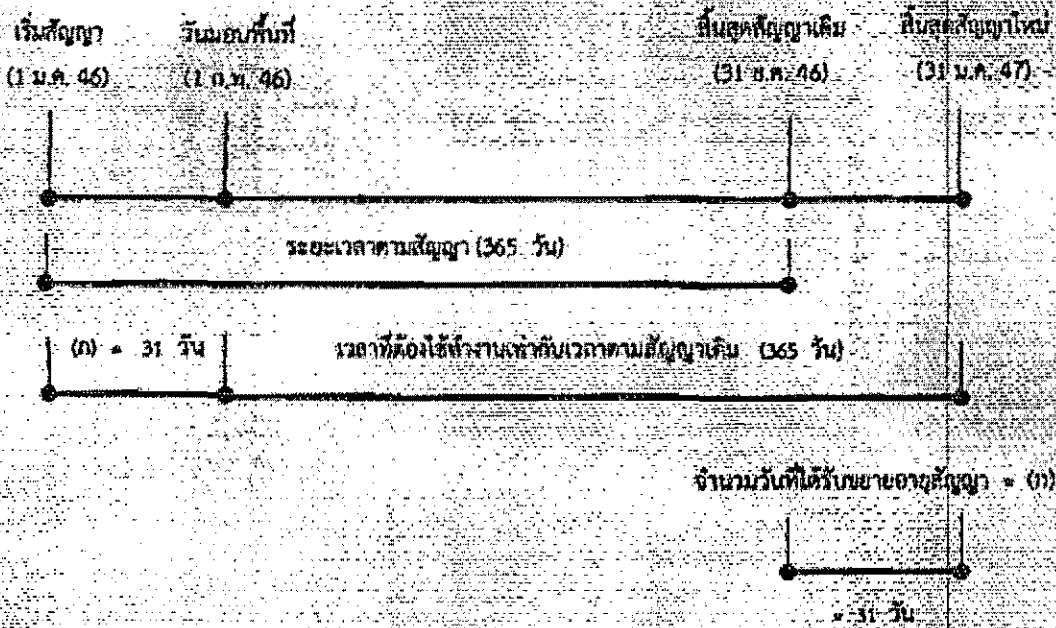 เริ่มสัญญา วันมอบพื้นที่ สิ้นสุดสัญญาเดิม สิ้นสุดสัญญาใหม่
(1 ม.ค. 46) (1 ก.พ. 46) (31 ธ.ค. 46) (31 ม.ค. 47)
ระยะเวลาตามสัญญา (365 วัน)
(ก) = 31 วัน เวลาที่ต้องใช้ทำงานเท่ากับเวลาตามสัญญาเดิม (365 วัน)
จำนวนวันที่ได้รับขยายอายุสัญญา = (ก)
= 31 วัน